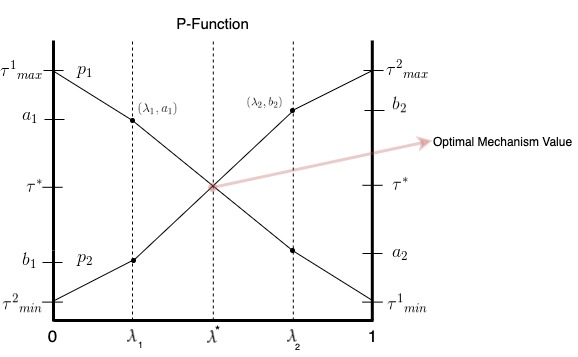 P-Function
τ¹max
p₁
τ²max
a₁
(λ₁, a₁)
(λ₂, b₂)
b₂
Optimal Mechanism Value
τ*
τ*
b₁
p₂
a₂
τ²min
τ¹min
0
λ₁
λ*
λ₂
1